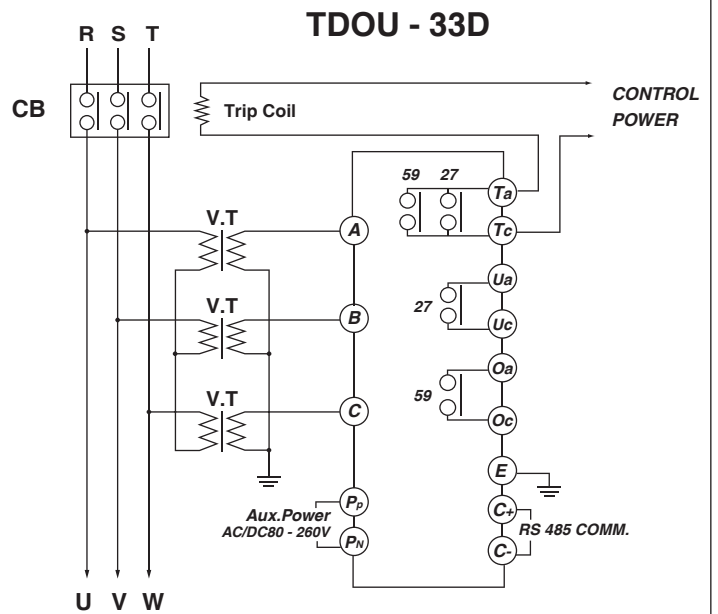 TDOU - 33D
R S T
CB
Trip Coil
CONTROL
POWER
59 27
Ta
Tc
V.T
A
Ua
27
Uc
V.T
B
Oa
59
Oc
V.T
C
E
Pp
Aux.Power
AC/DC80 - 260V
PN
C+
RS 485 COMM.
C-
U V W